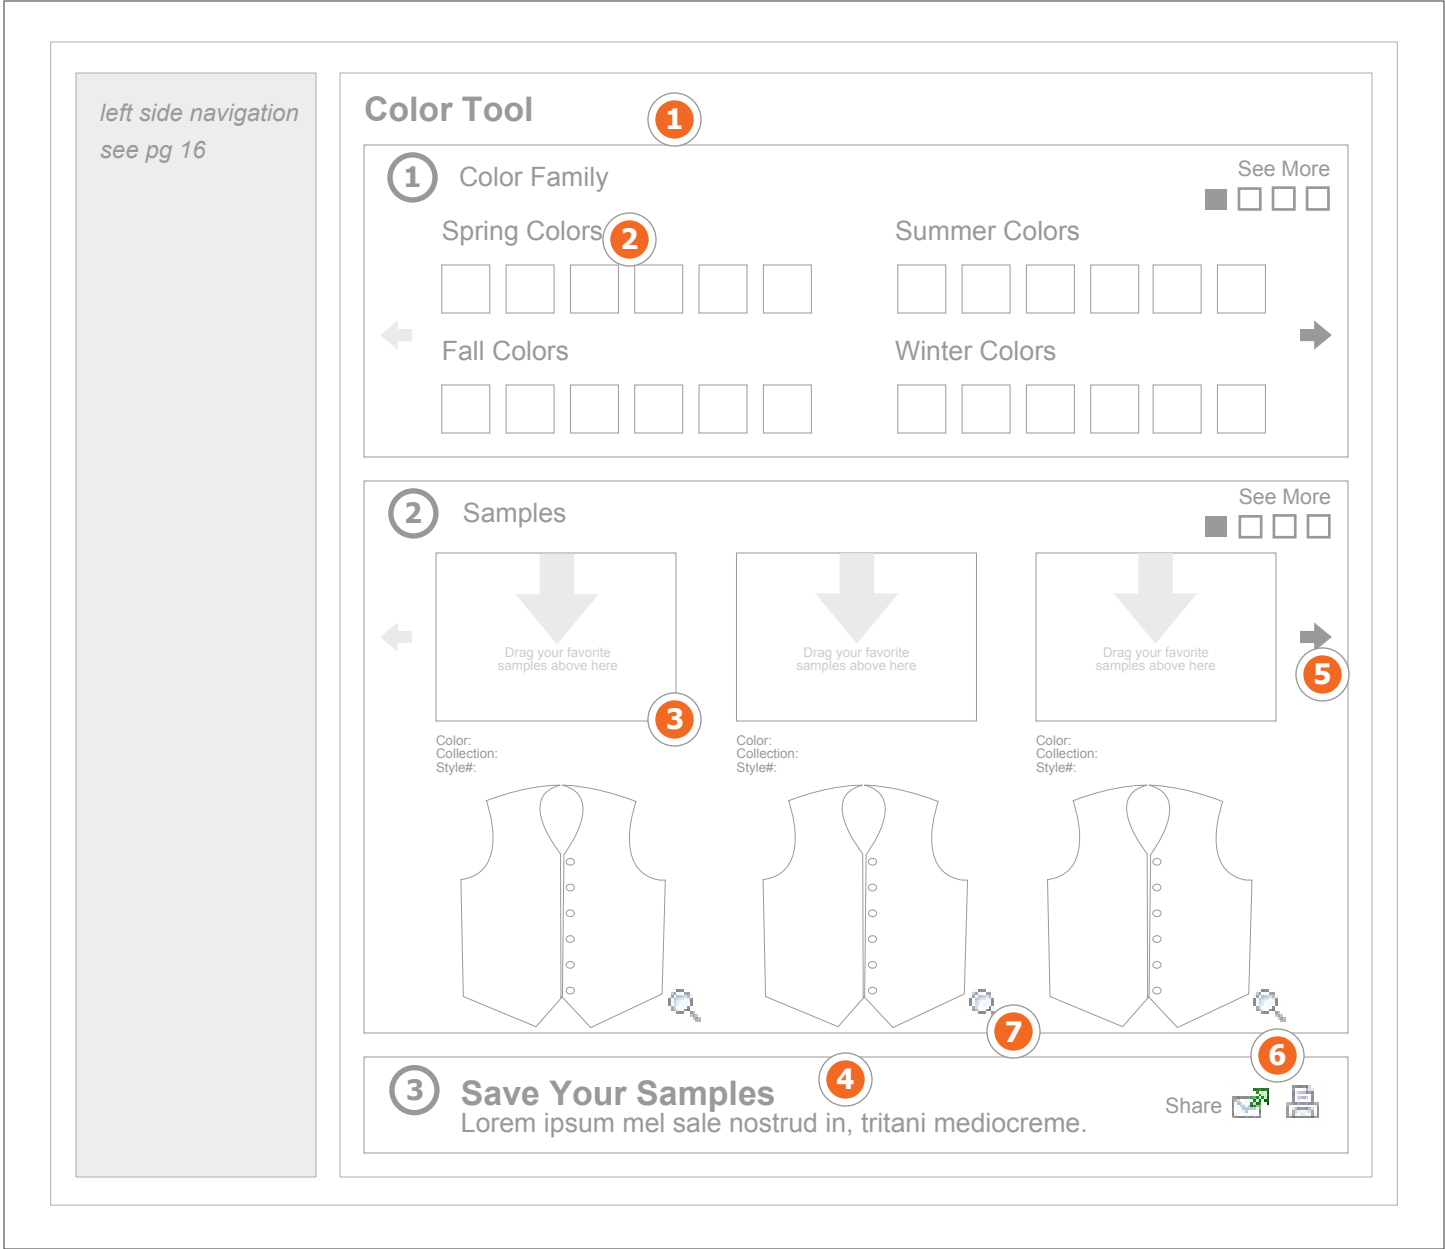 left side navigation
see pg 16
Color Tool
1
1
Color Family
See More
Spring Colors
2
Summer Colors
Fall Colors
Winter Colors
2
Samples
See More
Drag your favorite
samples above here
Drag your favorite
samples above here
Drag your favorite
samples above here
5
3
Color:
Collection:
Style#:
Color:
Collection:
Style#:
Color:
Collection:
Style#:
7
6
3
Save Your Samples
4
Share
Lorem ipsum mel sale nostrud in, tritani mediocreme.